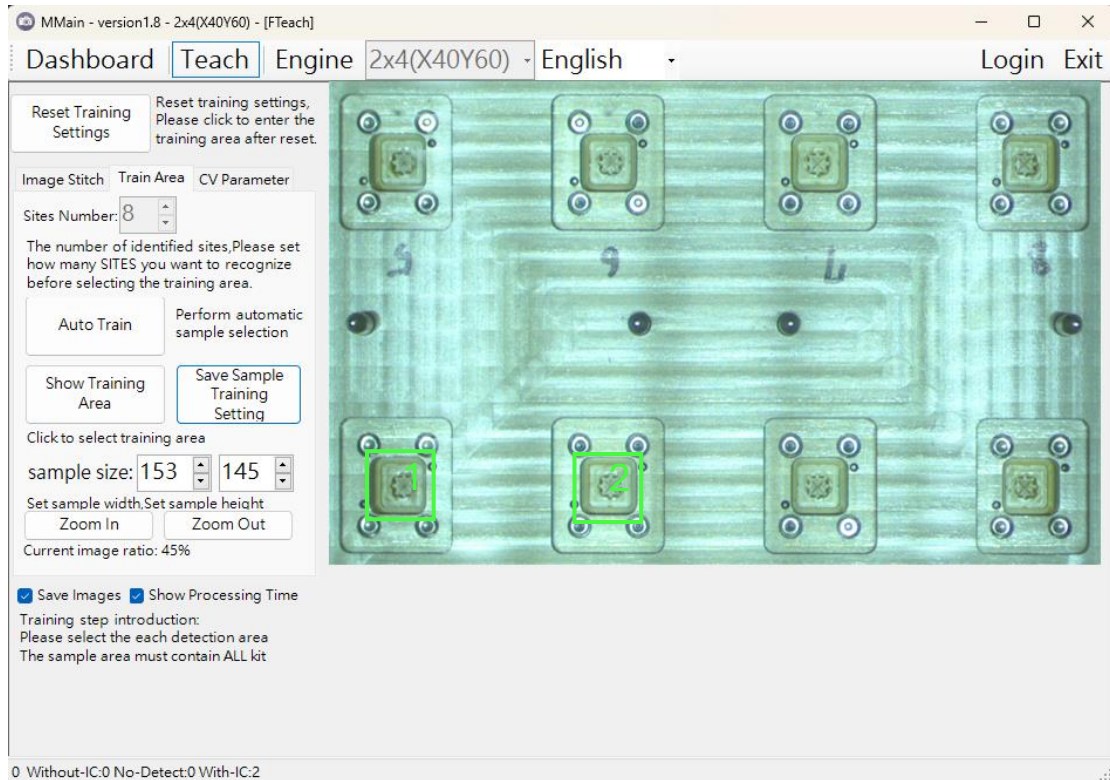 MMain - version1.8 - 2x4(X40Y60) - [FTeach]
Dashboard Teach Engine 2x4(X40Y60) English Login Exit
Reset Training
Settings
Reset training settings,
Please click to enter the
training area after reset.
Image Stitch Train Area CV Parameter
Sites Number: 8
The number of identified sites,Please set
how many SITES you want to recognize
before selecting the training area.
Auto Train
Perform automatic
sample selection
Show Training
Area
Save Sample
Training
Setting
Click to select training area
sample size: 153 145
Set sample width,Set sample height
Zoom In Zoom Out
Current image ratio: 45%
Save Images Show Processing Time
Training step introduction:
Please select the each detection area
The sample area must contain ALL kit
1 2
0 Without-IC:0 No-Detect:0 With-IC:2